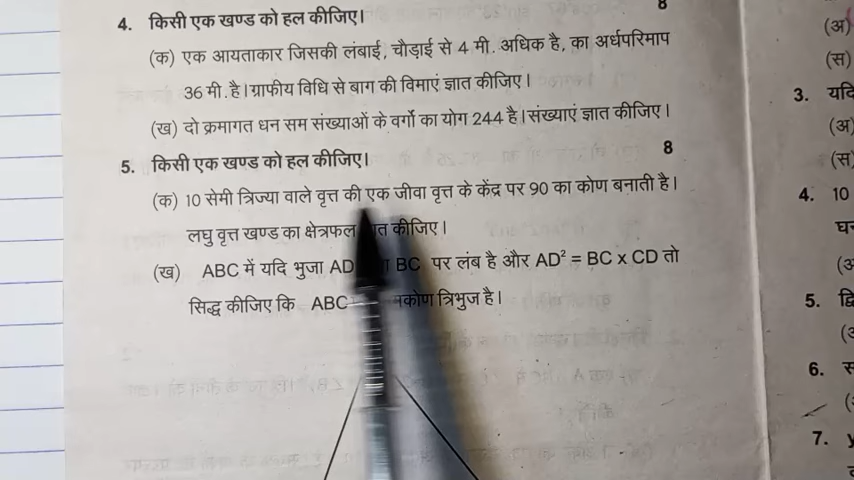 8
4. किसी एक खण्ड को हल कीजिए।
(क) एक आयताकार जिसकी लंबाई, चौड़ाई से 4 मी. अधिक है, का अर्धपरिमाप
36 मी. है। ग्राफीय विधि से बाग की विमाएं ज्ञात कीजिए।
(ख) दो क्रमागत धन सम संख्याओं के वर्गो का योग 244 है। संख्याएं ज्ञात कीजिए।
5. किसी एक खण्ड को हल कीजिए। 8
(क) 10 सेमी त्रिज्या वाले वृत्त की एक जीवा वृत्त के केंद्र पर 90 का कोण बनाती है।
लघु वृत्त खण्ड का क्षेत्रफल कीजिए।
(ख) ABC में यदि भुजा AD BC पर लंब है और AD² = BC x CD तो
सिद्ध कीजिए कि ABC त्रिभुज है।
(अ)
(स)
3. यदि
(अ)
(स)
4. 10
घन
(अ
5. द्वि
(अ
6. स
7. y